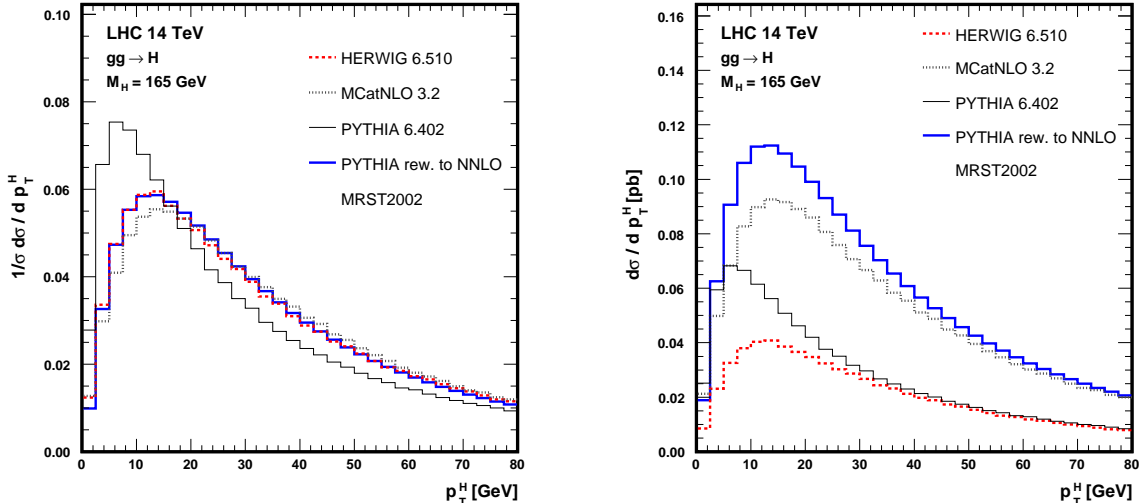 LHC 14 TeV
gg → H
M_H = 165 GeV
HERWIG 6.510
MCatNLO 3.2
PYTHIA 6.402
PYTHIA rew. to NNLO
MRST2002
1/σ dσ / d p_T^H
0.10
0.08
0.06
0.04
0.02
0.00
0 10 20 30 40 50 60 70 80
p_T^H [GeV]
LHC 14 TeV
gg → H
M_H = 165 GeV
HERWIG 6.510
MCatNLO 3.2
PYTHIA 6.402
PYTHIA rew. to NNLO
MRST2002
dσ / d p_T^H [pb]
0.16
0.14
0.12
0.10
0.08
0.06
0.04
0.02
0.00
0 10 20 30 40 50 60 70 80
p_T^H [GeV]